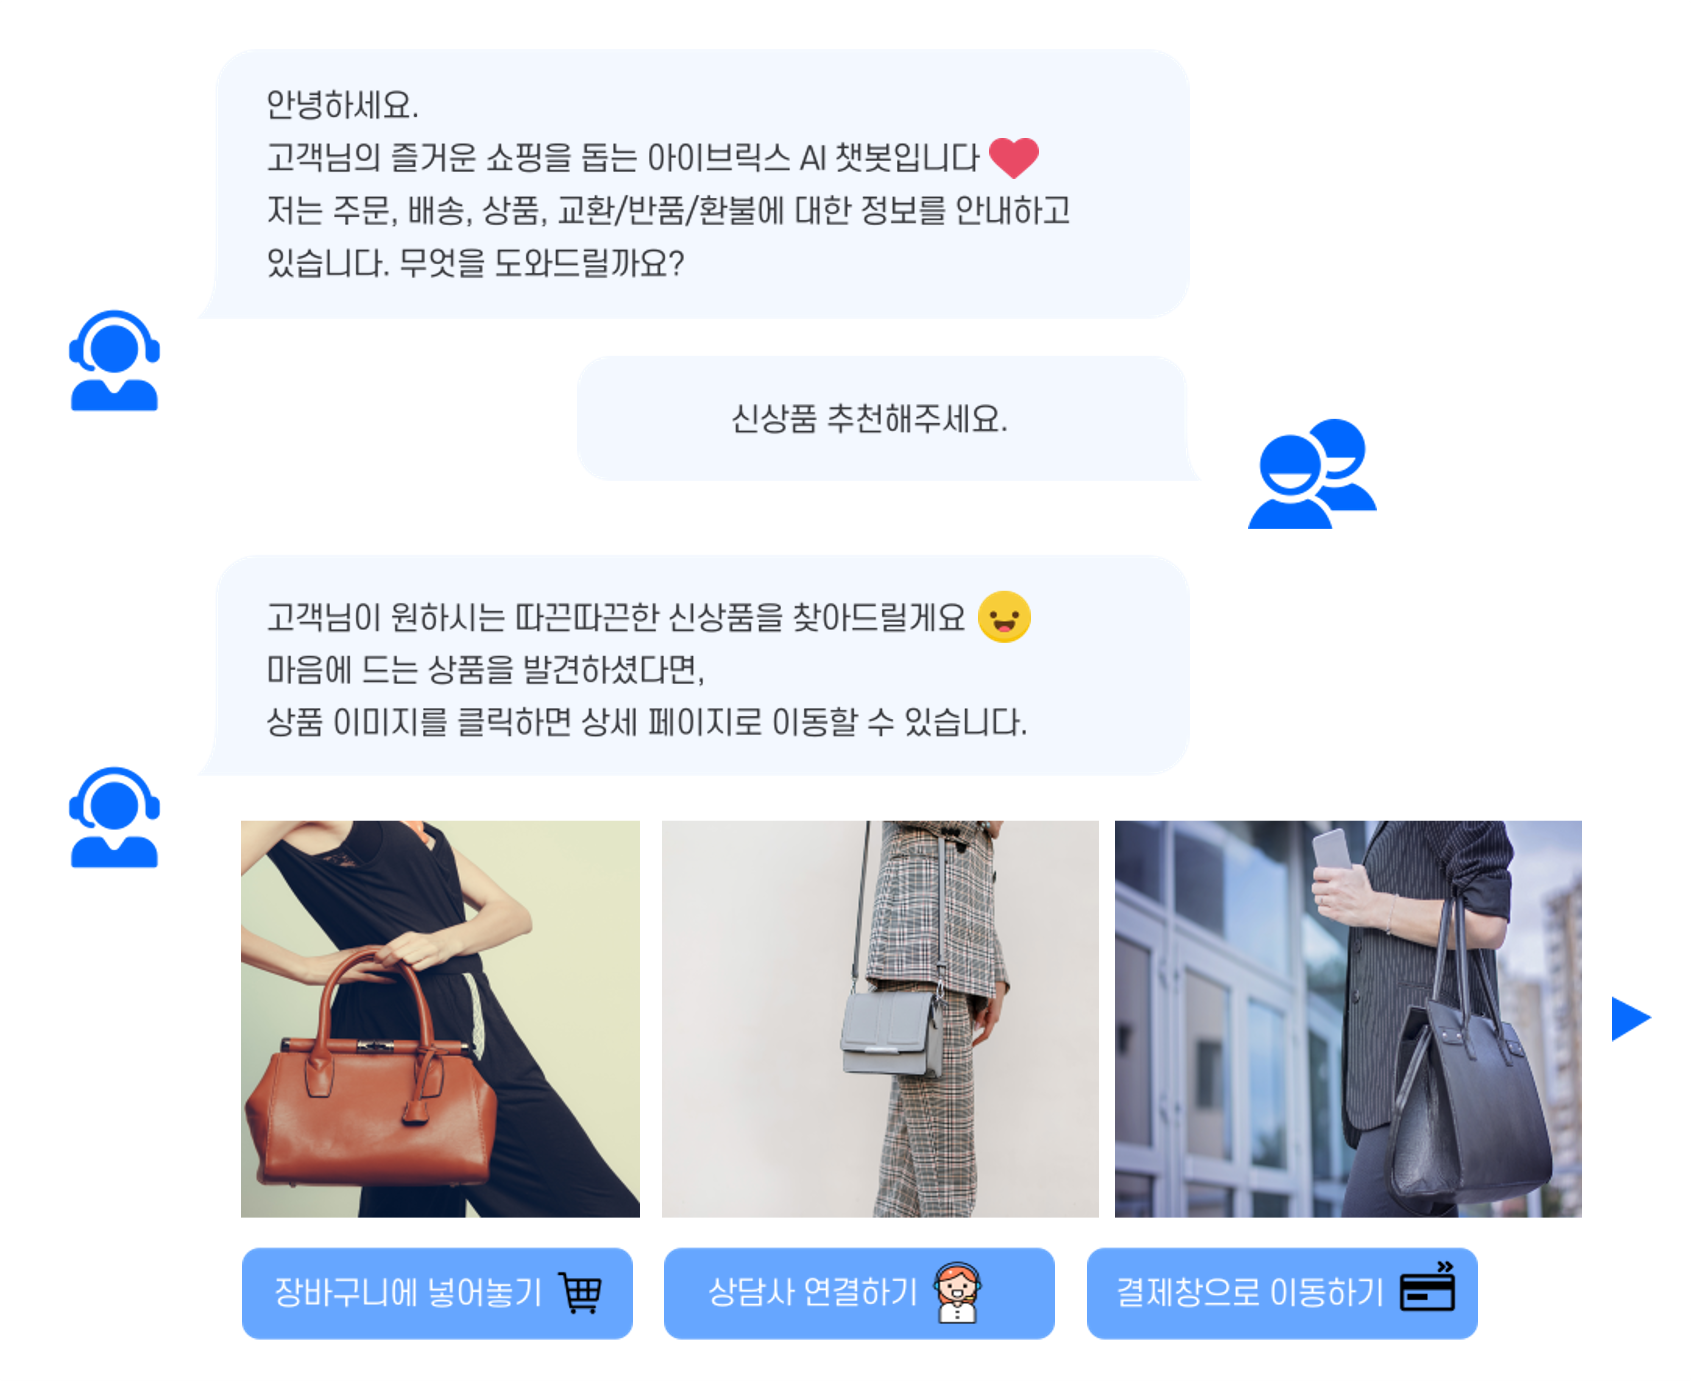 안녕하세요.
고객님의 즐거운 쇼핑을 돕는 아이브릭스 AI 챗봇입니다
저는 주문, 배송, 상품, 교환/반품/환불에 대한 정보를 안내하고
있습니다. 무엇을 도와드릴까요?
신상품 추천해주세요.
고객님이 원하시는 따끈따끈한 신상품을 찾아드릴게요
마음에 드는 상품을 발견하셨다면,
상품 이미지를 클릭하면 상세 페이지로 이동할 수 있습니다.
장바구니에 넣어놓기
상담사 연결하기
결제창으로 이동하기